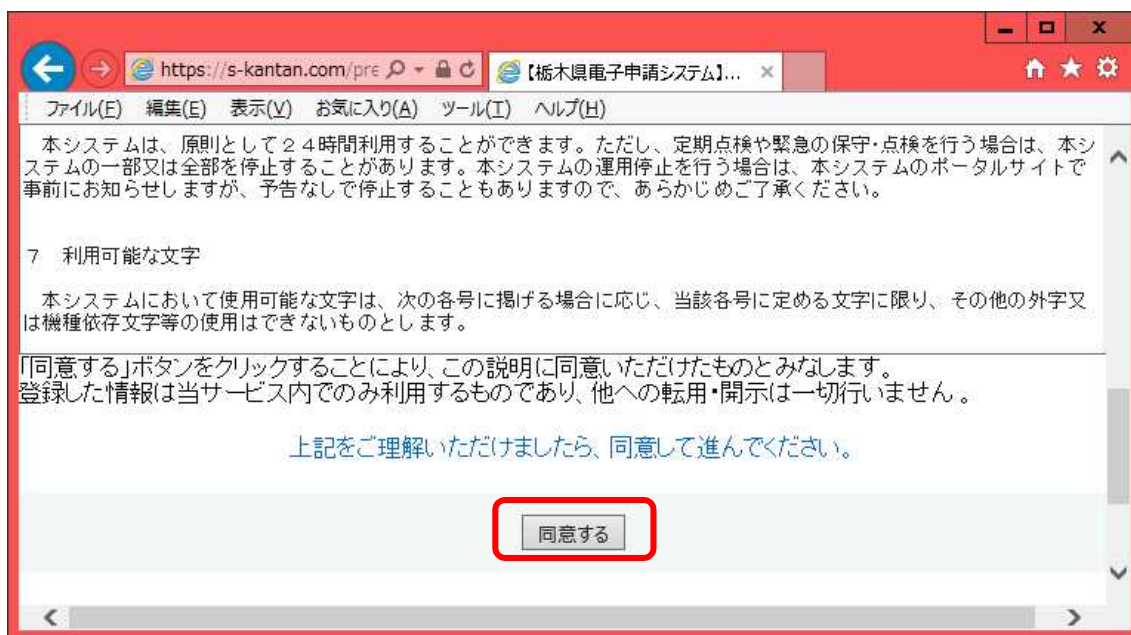 https://s-kantan.com/pre
【栃木県電子申請システム】...
ファイル(F) 編集(E) 表示(V) お気に入り(A) ツール(T) ヘルプ(H)
本システムは、原則として２４時間利用することができます。ただし、定期点検や緊急の保守・点検を行う場合は、本シ
ステムの一部又は全部を停止することがあります。本システムの運用停止を行う場合は、本システムのポータルサイトで
事前にお知らせしますが、予告なしで停止することもありますので、あらかじめご了承ください。
７　利用可能な文字
本システムにおいて使用可能な文字は、次の各号に掲げる場合に応じ、当該各号に定める文字に限り、その他の外字又
は機種依存文字等の使用はできないものとします。
「同意する」ボタンをクリックすることにより、この説明に同意いただけたものとみなします。
登録した情報は当サービス内でのみ利用するものであり、他への転用・開示は一切行いません。
上記をご理解いただけましたら、同意して進んでください。
同意する